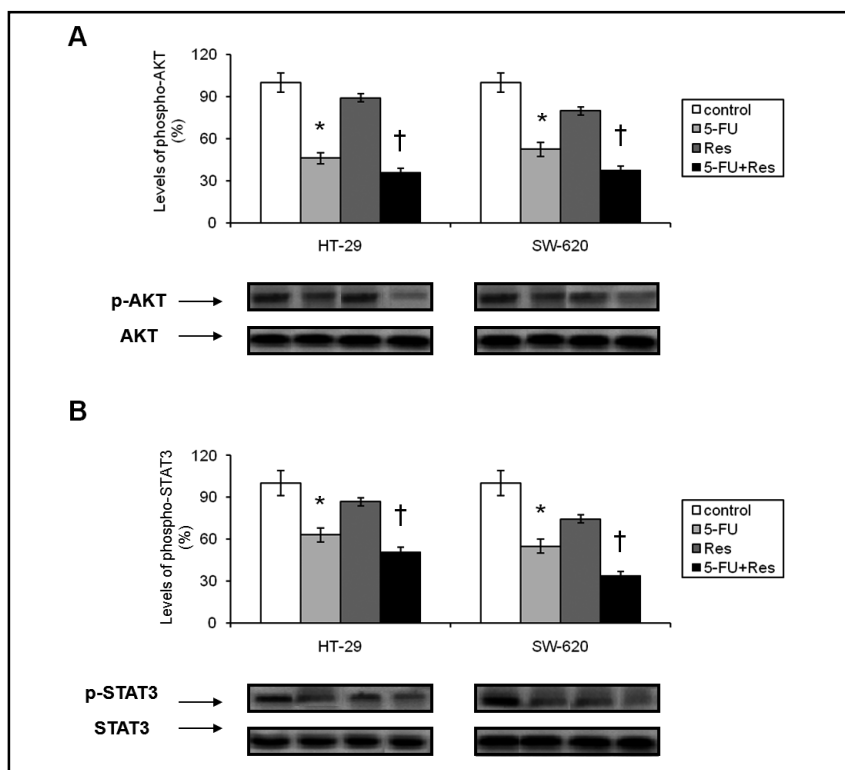 A
Levels of phospho-AKT
(%)
120
90
60
30
0
*
†
*
†
HT-29
SW-620
control
5-FU
Res
5-FU+Res
p-AKT
AKT
B
Levels of phospho-STAT3
(%)
120
90
60
30
0
*
†
*
†
HT-29
SW-620
control
5-FU
Res
5-FU+Res
p-STAT3
STAT3